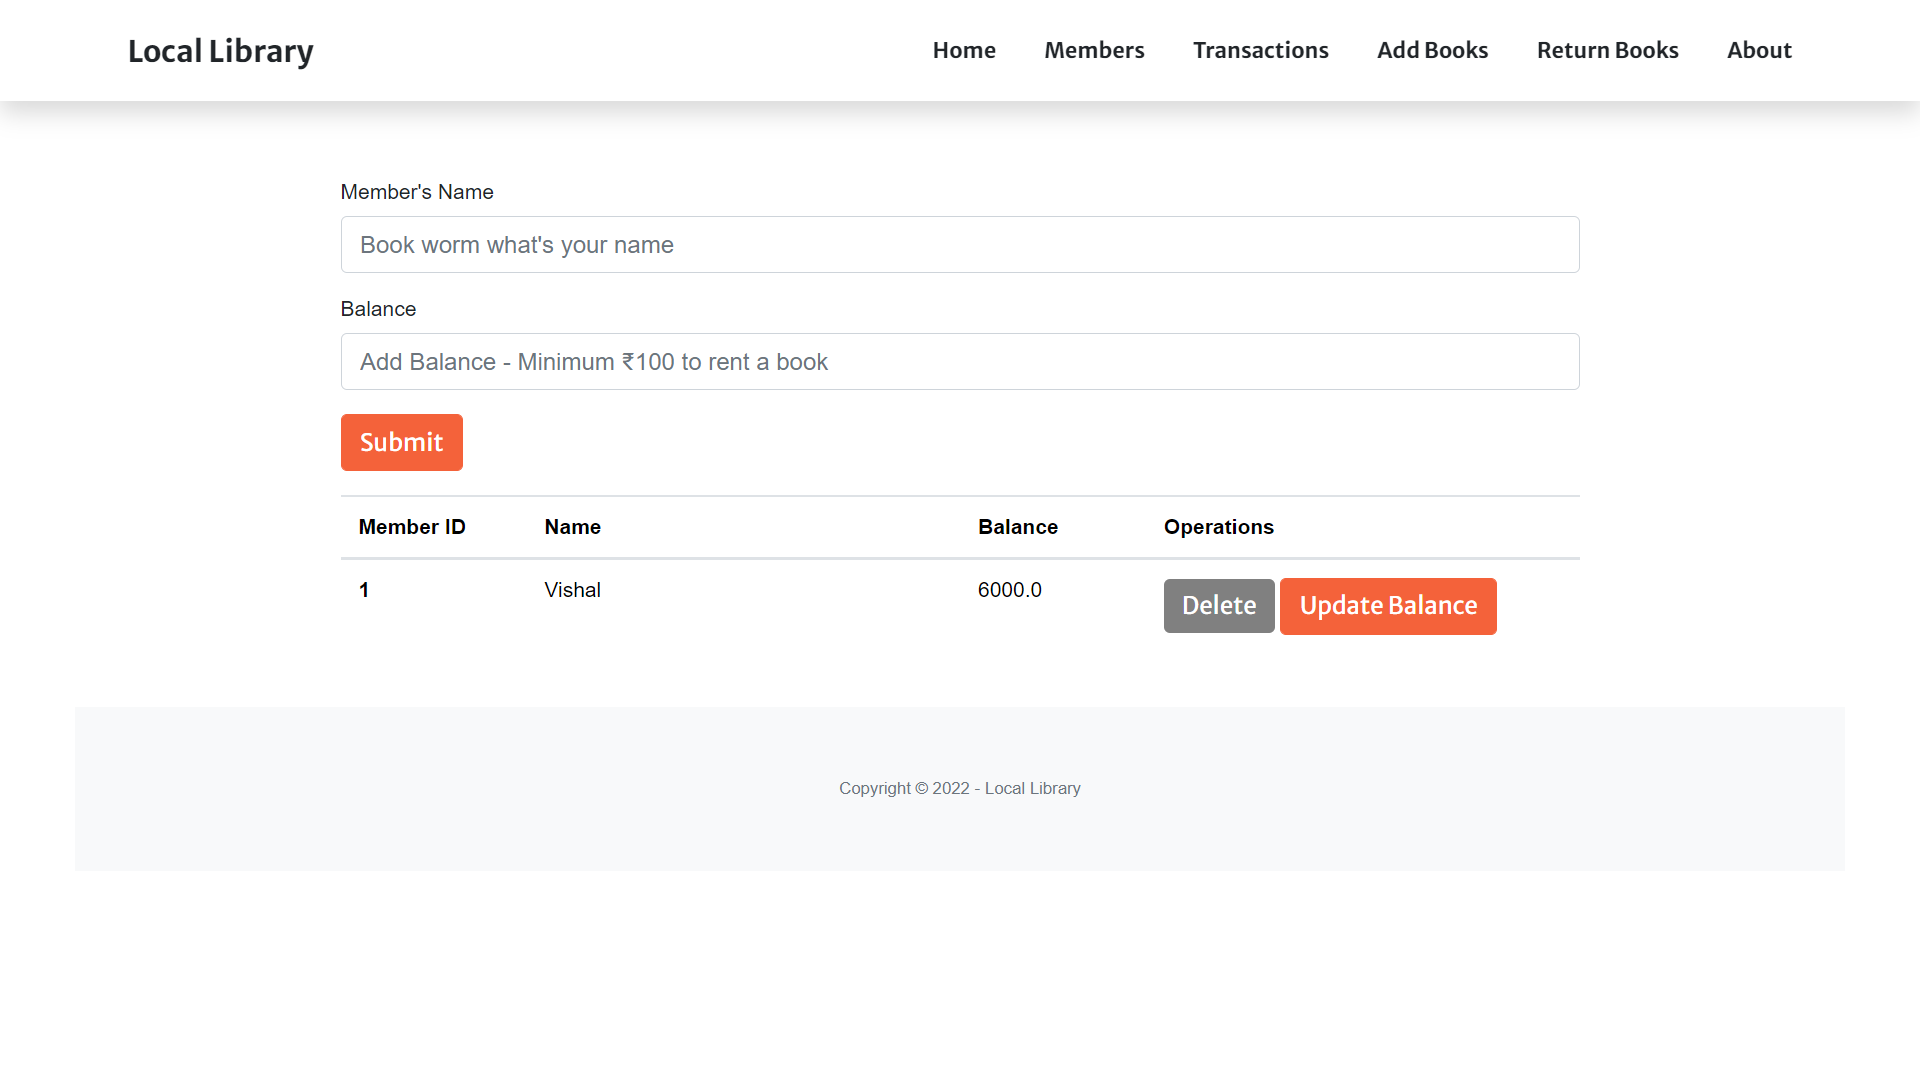 Local Library Home Members Transactions Add Books Return Books About
Member's Name
Book worm what's your name
Balance
Add Balance - Minimum ₹100 to rent a book
Submit
Member ID Name Balance Operations
1 Vishal 6000.0 Delete Update Balance
Copyright © 2022 - Local Library